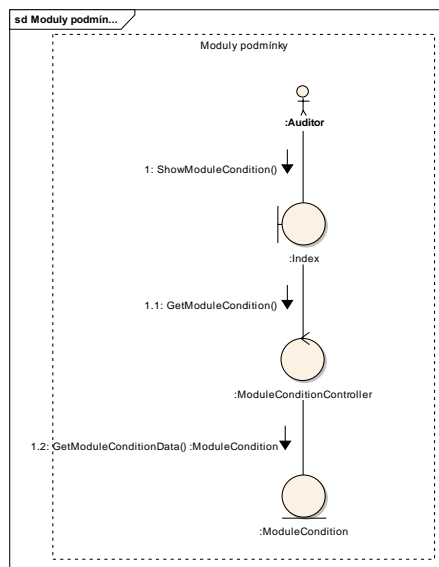 sd Moduly podmín...
Moduly podmínky
:Auditor
1: ShowModuleCondition()
:Index
1.1: GetModuleCondition()
:ModuleConditionController
1.2: GetModuleConditionData() :ModuleCondition
:ModuleCondition